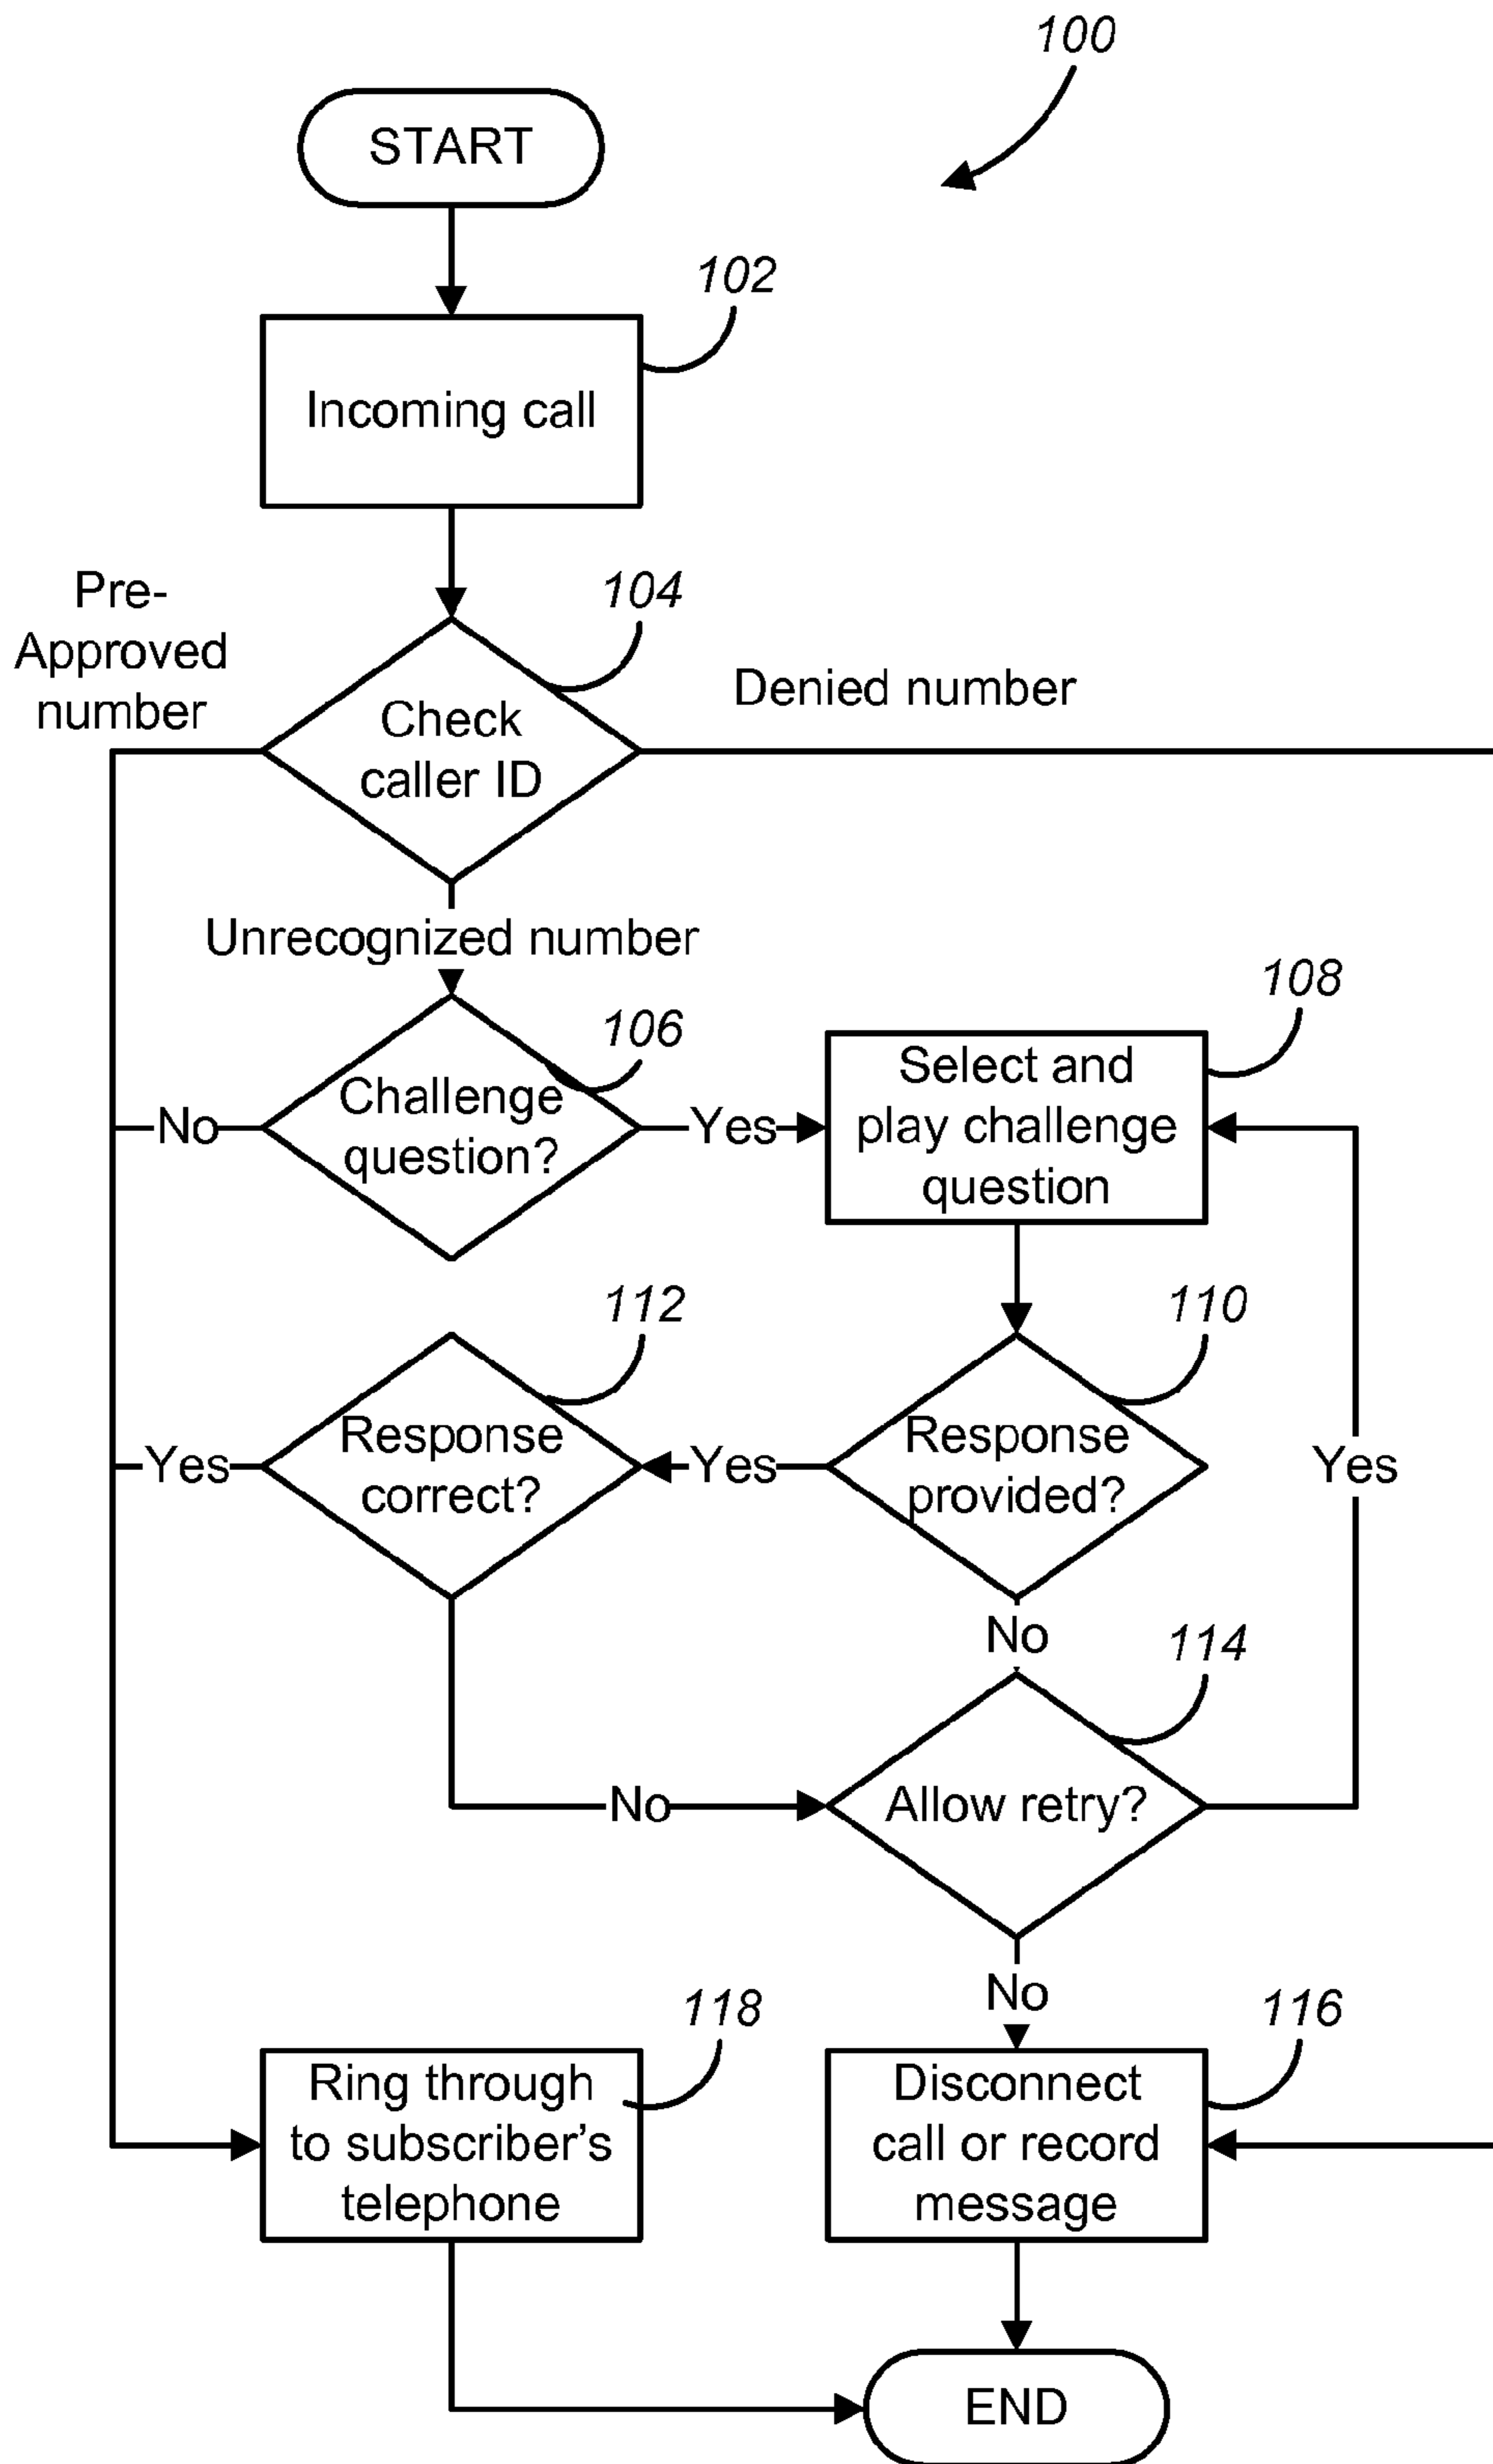 100
START
102
Incoming call
Pre-
Approved
number
104
Denied number
Check
caller ID
Unrecognized number
106
108
Challenge
question?
No
Yes
Select and
play challenge
question
112
110
Response
correct?
Yes
Yes
Response
provided?
Yes
No
114
No
Allow retry?
No
118
116
Ring through
to subscriber's
telephone
Disconnect
call or record
message
END